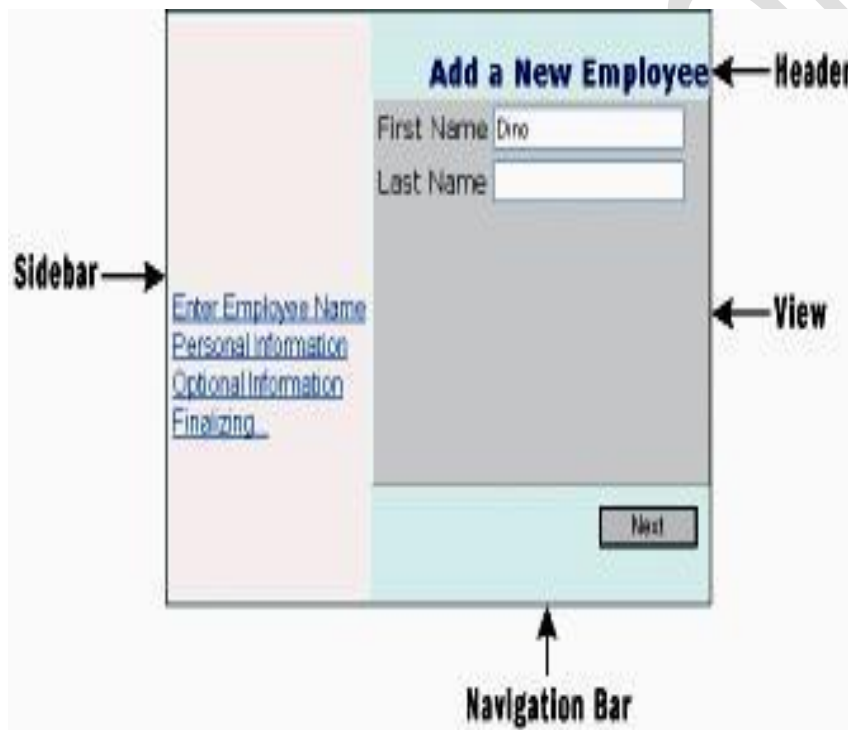 Add a New Employee
Header
First Name Dino
Last Name
Sidebar
Enter Employee Name
Personal Information
Optional Information
Finalizing...
View
Next
Navigation Bar